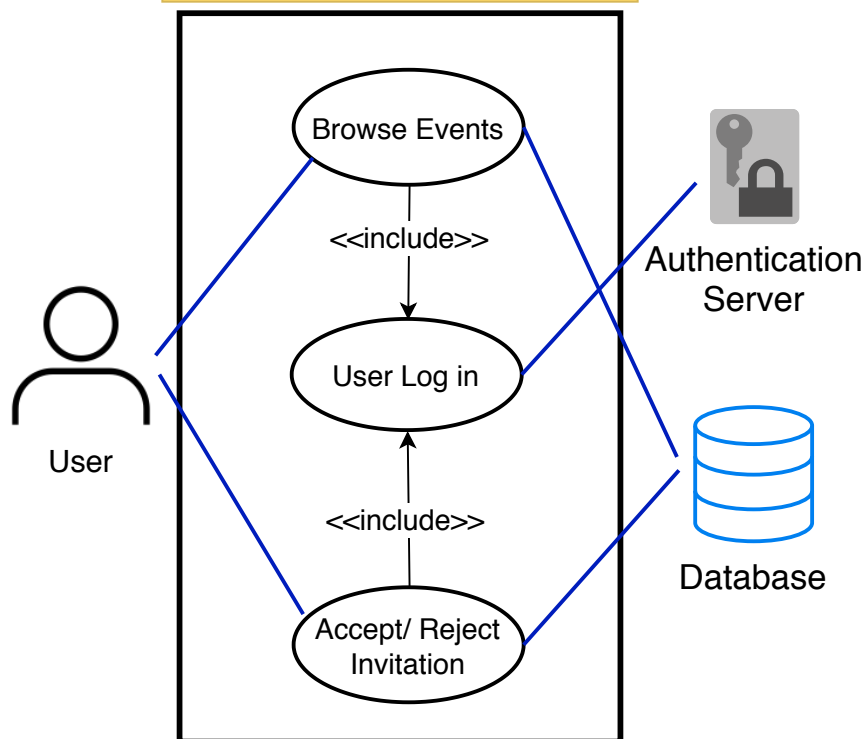 Browse Events
<<include>>
Authentication
Server
User Log in
User
<<include>>
Database
Accept/ Reject
Invitation